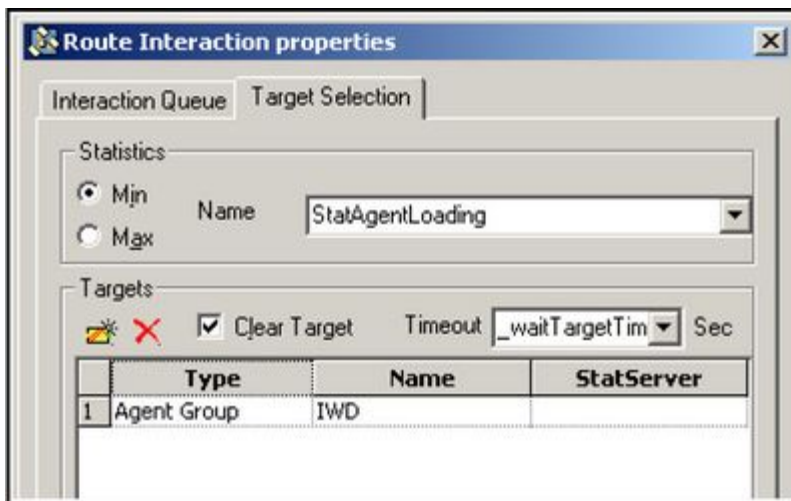 Route Interaction properties
Interaction Queue Target Selection
Statistics
Min
Name StatAgentLoading
Max
Targets
Clear Target Timeout _waitTargetTim Sec
Type Name StatServer
1 Agent Group IWD